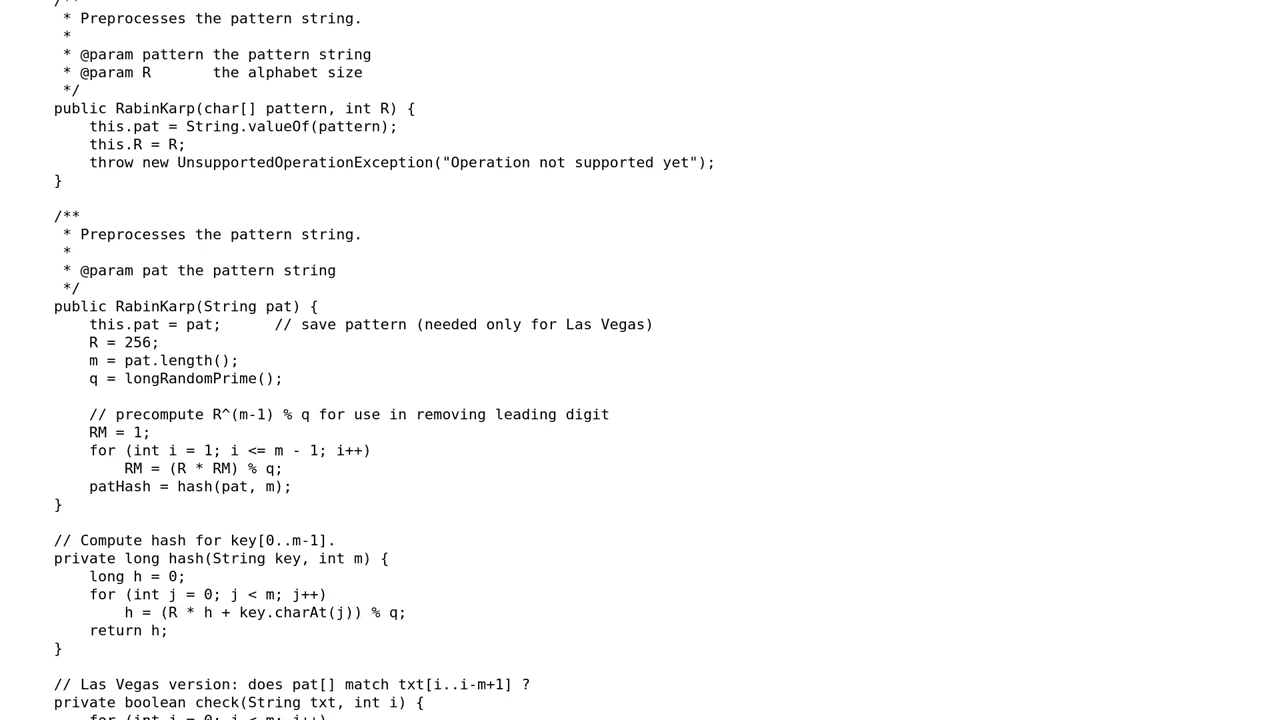 /**
 * Preprocesses the pattern string.
 *
 * @param pattern the pattern string
 * @param R       the alphabet size
 */
public RabinKarp(char[] pattern, int R) {
    this.pat = String.valueOf(pattern);
    this.R = R;
    throw new UnsupportedOperationException("Operation not supported yet");
}

/**
 * Preprocesses the pattern string.
 *
 * @param pat the pattern string
 */
public RabinKarp(String pat) {
    this.pat = pat;      // save pattern (needed only for Las Vegas)
    R = 256;
    m = pat.length();
    q = longRandomPrime();

    // precompute R^(m-1) % q for use in removing leading digit
    RM = 1;
    for (int i = 1; i <= m - 1; i++)
        RM = (R * RM) % q;
    patHash = hash(pat, m);
}

// Compute hash for key[0..m-1].
private long hash(String key, int m) {
    long h = 0;
    for (int j = 0; j < m; j++)
        h = (R * h + key.charAt(j)) % q;
    return h;
}

// Las Vegas version: does pat[] match txt[i..i-m+1] ?
private boolean check(String txt, int i) {
    for (int j = 0; j < m; j++)